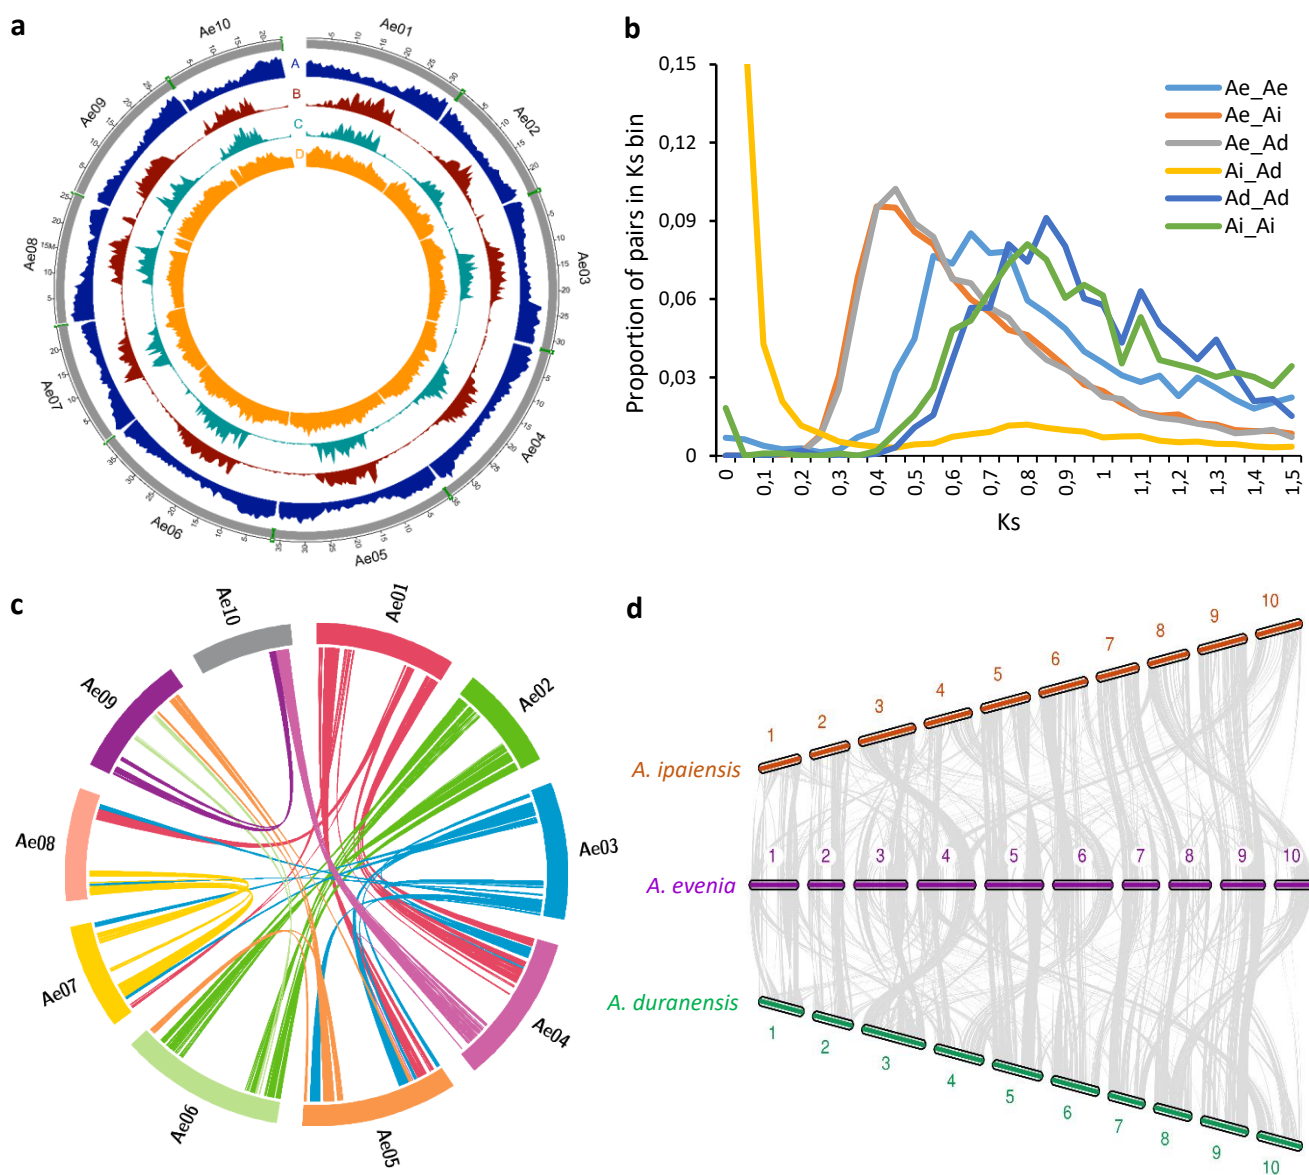 a
Ae10
Ae01
Ae09
Ae02
Ae08
Ae03
Ae07
Ae04
Ae06
Ae05
A
B
C
D
b
0,15
0,12
0,09
0,06
0,03
0
Proportion of pairs in Ks bin
Ae_Ae
Ae_Ai
Ae_Ad
Ai_Ad
Ad_Ad
Ai_Ai
0 0,1 0,2 0,3 0,4 0,5 0,6 0,7 0,8 0,9 1 1,1 1,2 1,3 1,4 1,5
Ks
c
Ae10
Ae01
Ae09
Ae02
Ae08
Ae03
Ae07
Ae04
Ae06
Ae05
d
1 2 3 4 5 6 7 8 9 10
A. ipaiensis
1 2 3 4 5 6 7 8 9 10
A. evenia
A. duranensis
1 2 3 4 5 6 7 8 9 10